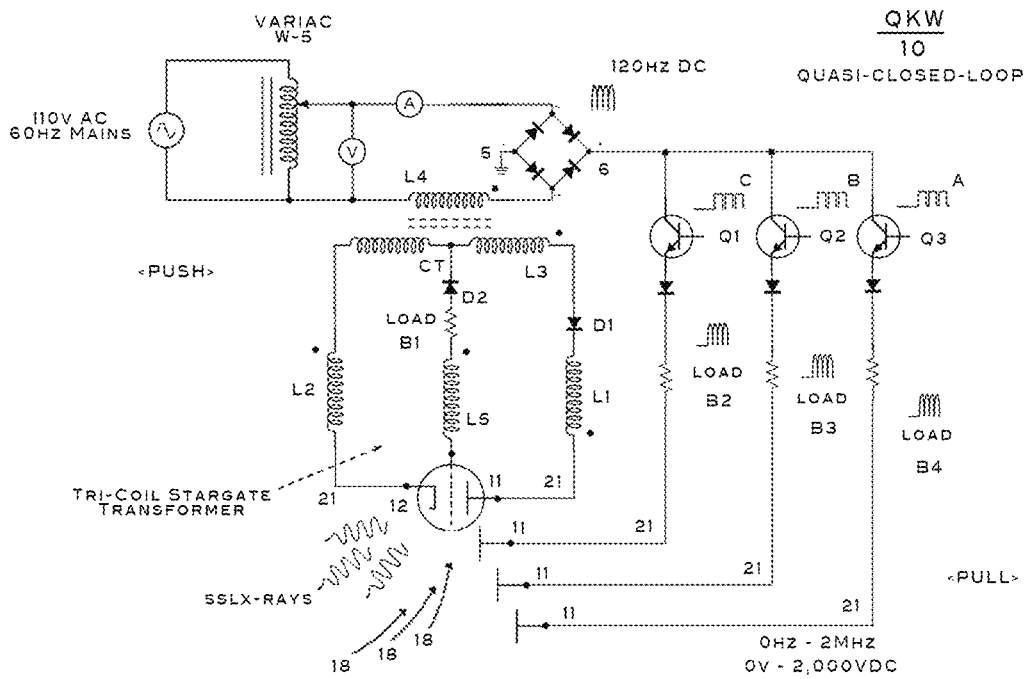 VARIAC
W-5
QKW
10
QUASI-CLOSED-LOOP
120HZ DC
110V AC
60HZ MAINS
A
V
5
6
L4
C
B
A
Q1
Q2
Q3
<PUSH>
CT
L3
D2
LOAD
B1
D1
L2
L5
L1
LOAD
B2
LOAD
B3
LOAD
B4
TRI-COIL STARGATE
TRANSFORMER
21
12
11
21
11
21
11
21
11
21
SSLX-RAYS
<PULL>
18
18
18
0HZ - 2MHZ
0V - 2,000VDC